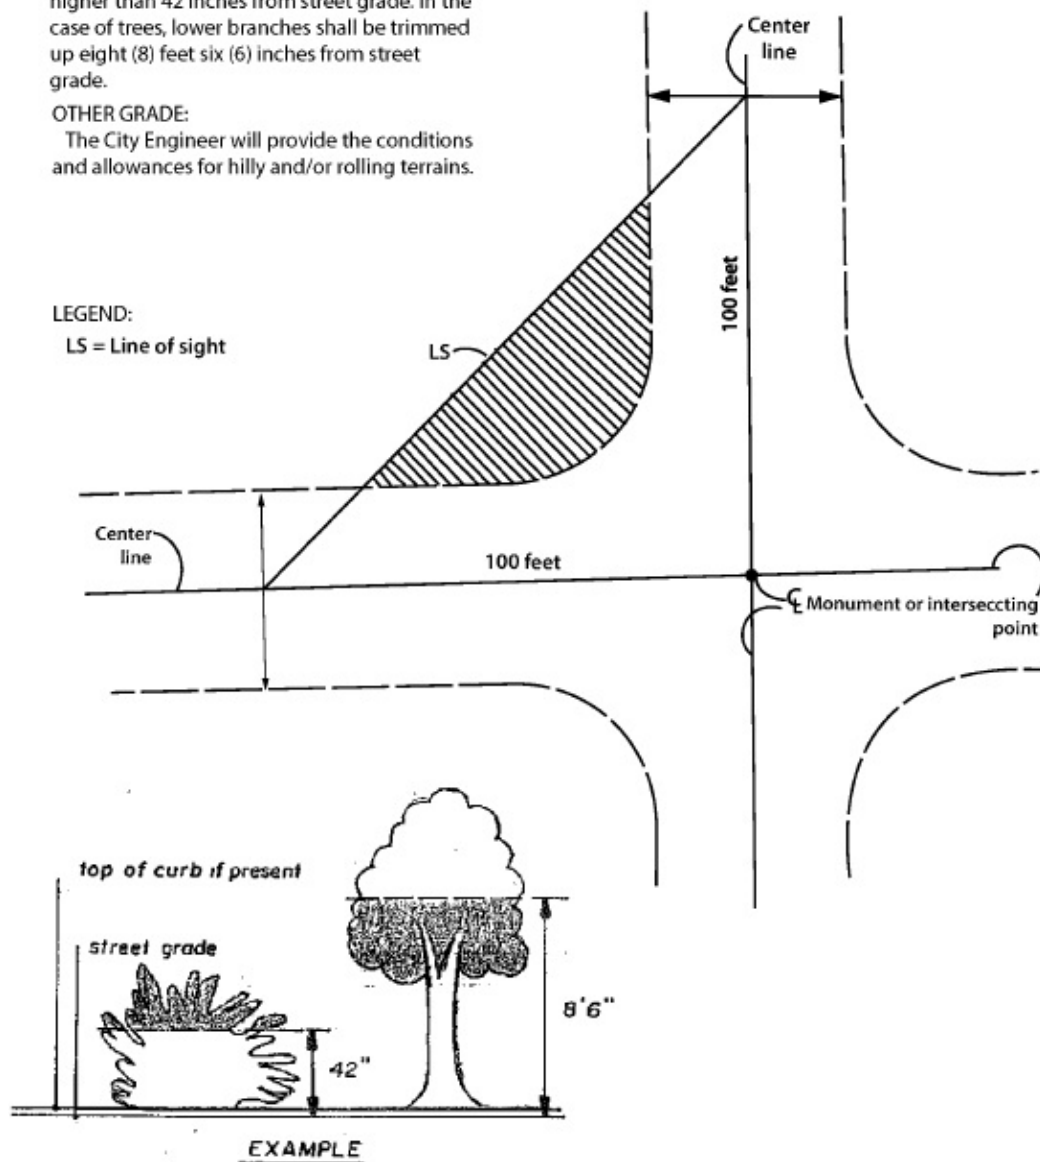 higher than 42 inches from street grade. In the
case of trees, lower branches shall be trimmed
up eight (8) feet six (6) inches from street
grade.
OTHER GRADE:
The City Engineer will provide the conditions
and allowances for hilly and/or rolling terrains.
LEGEND:
LS = Line of sight
Center
line
100 feet
LS
Center
line
100 feet
℄ Monument or interseccting
point
top of curb if present
street grade
42"
8'6"
EXAMPLE